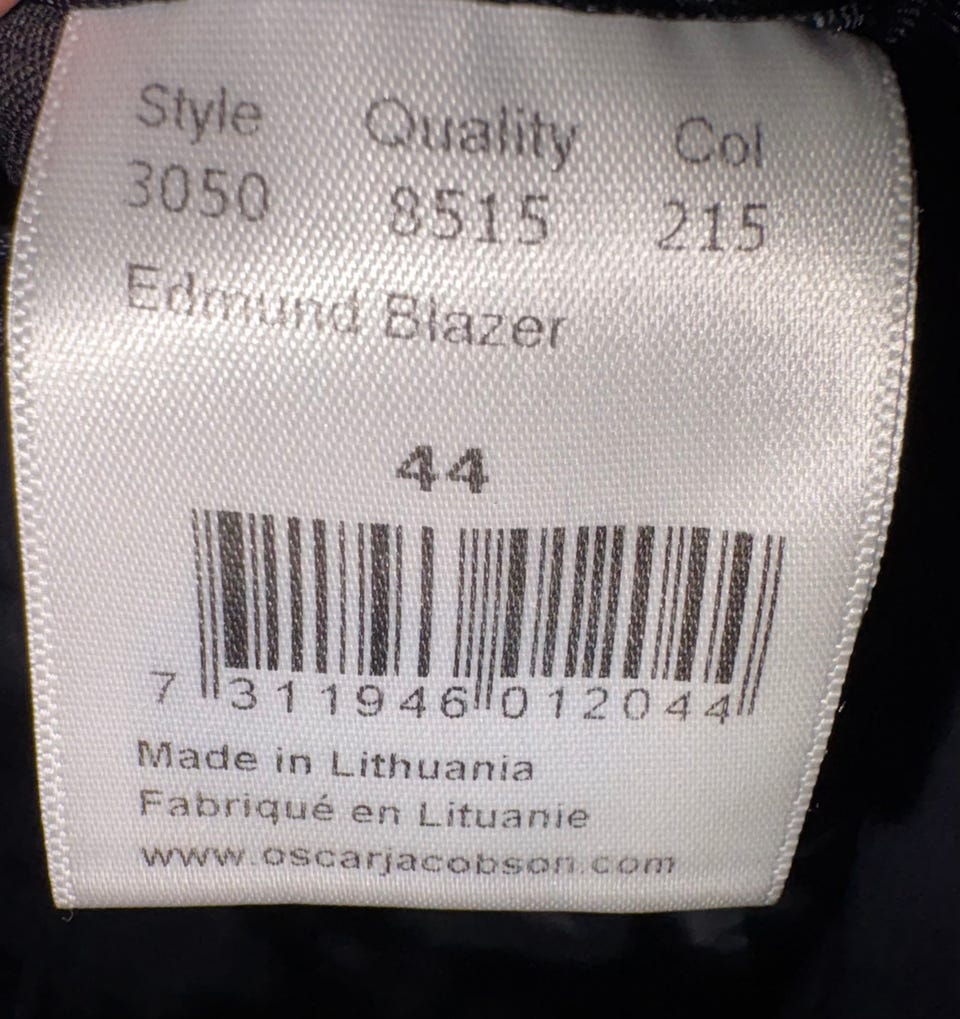 Style Quality Col
3050 8515 215
Edmund Blazer
44
7 311946 012044
Made in Lithuania
Fabriqué en Lituanie
www.oscarjacobson.com